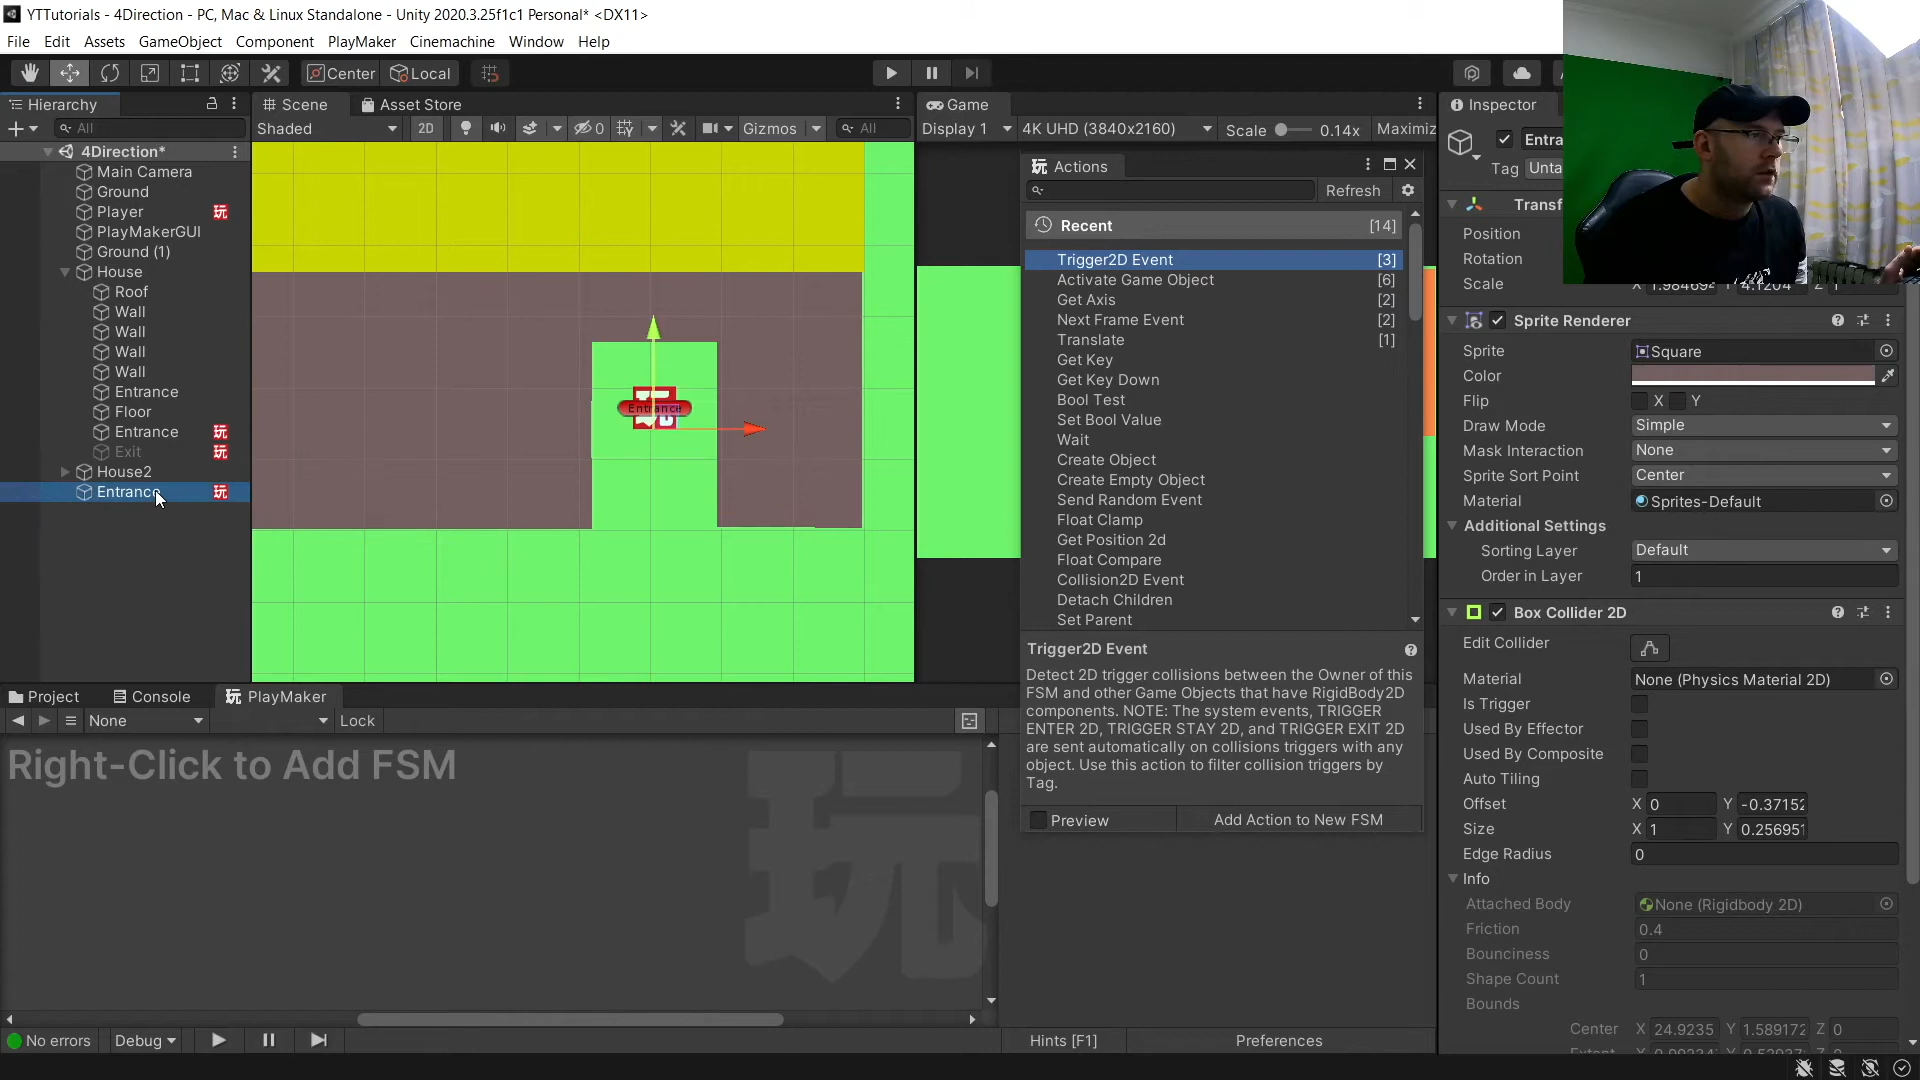 YTTutorials - 4Direction - PC, Mac & Linux Standalone - Unity 2020.3.25f1c1 Personal* <DX11>
File Edit Assets GameObject Component PlayMaker Cinemachine Window Help
Center Local
Hierarchy
All
4Direction*
Main Camera
Ground
Player 玩
PlayMakerGUI
Ground (1)
House
Roof
Wall
Wall
Wall
Wall
Entrance
Floor
Entrance 玩
Exit 玩
House2
Entrance 玩
Scene Asset Store
Shaded 2D 0 Gizmos All
Entrance
Game
Display 1 4K UHD (3840x2160) Scale 0.14x Maximiz
玩 Actions
Refresh
Recent [14]
Trigger2D Event [3]
Activate Game Object [6]
Get Axis [2]
Next Frame Event [2]
Translate [1]
Get Key
Get Key Down
Bool Test
Set Bool Value
Wait
Create Object
Create Empty Object
Send Random Event
Float Clamp
Get Position 2d
Float Compare
Collision2D Event
Detach Children
Set Parent
Trigger2D Event
Detect 2D trigger collisions between the Owner of this
FSM and other Game Objects that have RigidBody2D
components. NOTE: The system events, TRIGGER
ENTER 2D, TRIGGER STAY 2D, and TRIGGER EXIT 2D
are sent automatically on collisions triggers with any
object. Use this action to filter collision triggers by
Tag.
Preview Add Action to New FSM
Inspector
Entra
Tag Unta
Transf
Position
Rotation
Scale
Sprite Renderer
Sprite Square
Color
Flip X Y
Draw Mode Simple
Mask Interaction None
Sprite Sort Point Center
Material Sprites-Default
Additional Settings
Sorting Layer Default
Order in Layer 1
Box Collider 2D
Edit Collider
Material None (Physics Material 2D)
Is Trigger
Used By Effector
Used By Composite
Auto Tiling
Offset X 0 Y -0.37152
Size X 1 Y 0.256951
Edge Radius 0
Info
Attached Body None (Rigidbody 2D)
Friction 0.4
Bounciness 0
Shape Count 1
Bounds
Center X 24.9235 Y 1.589172 Z 0
Project Console 玩 PlayMaker
None Lock
Right-Click to Add FSM
玩
No errors Debug Hints [F1] Preferences